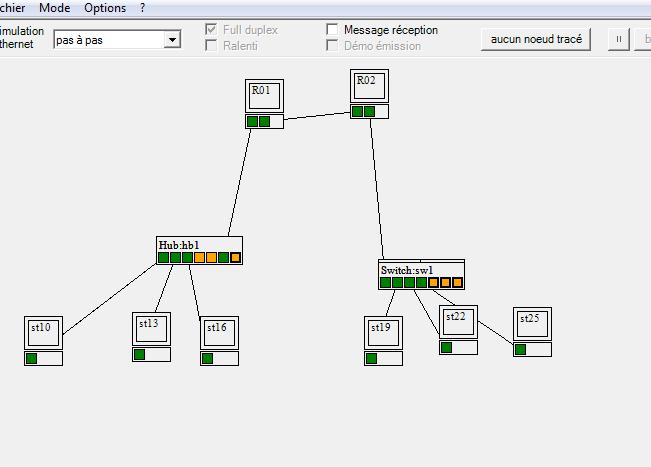 chier Mode Options ?
imulation
thernet
pas à pas
Full duplex
Ralenti
Message réception
Démo émission
aucun noeud tracé
R01
R02
Hub:hb1
Switch:sw1
st10
st13
st16
st19
st22
st25